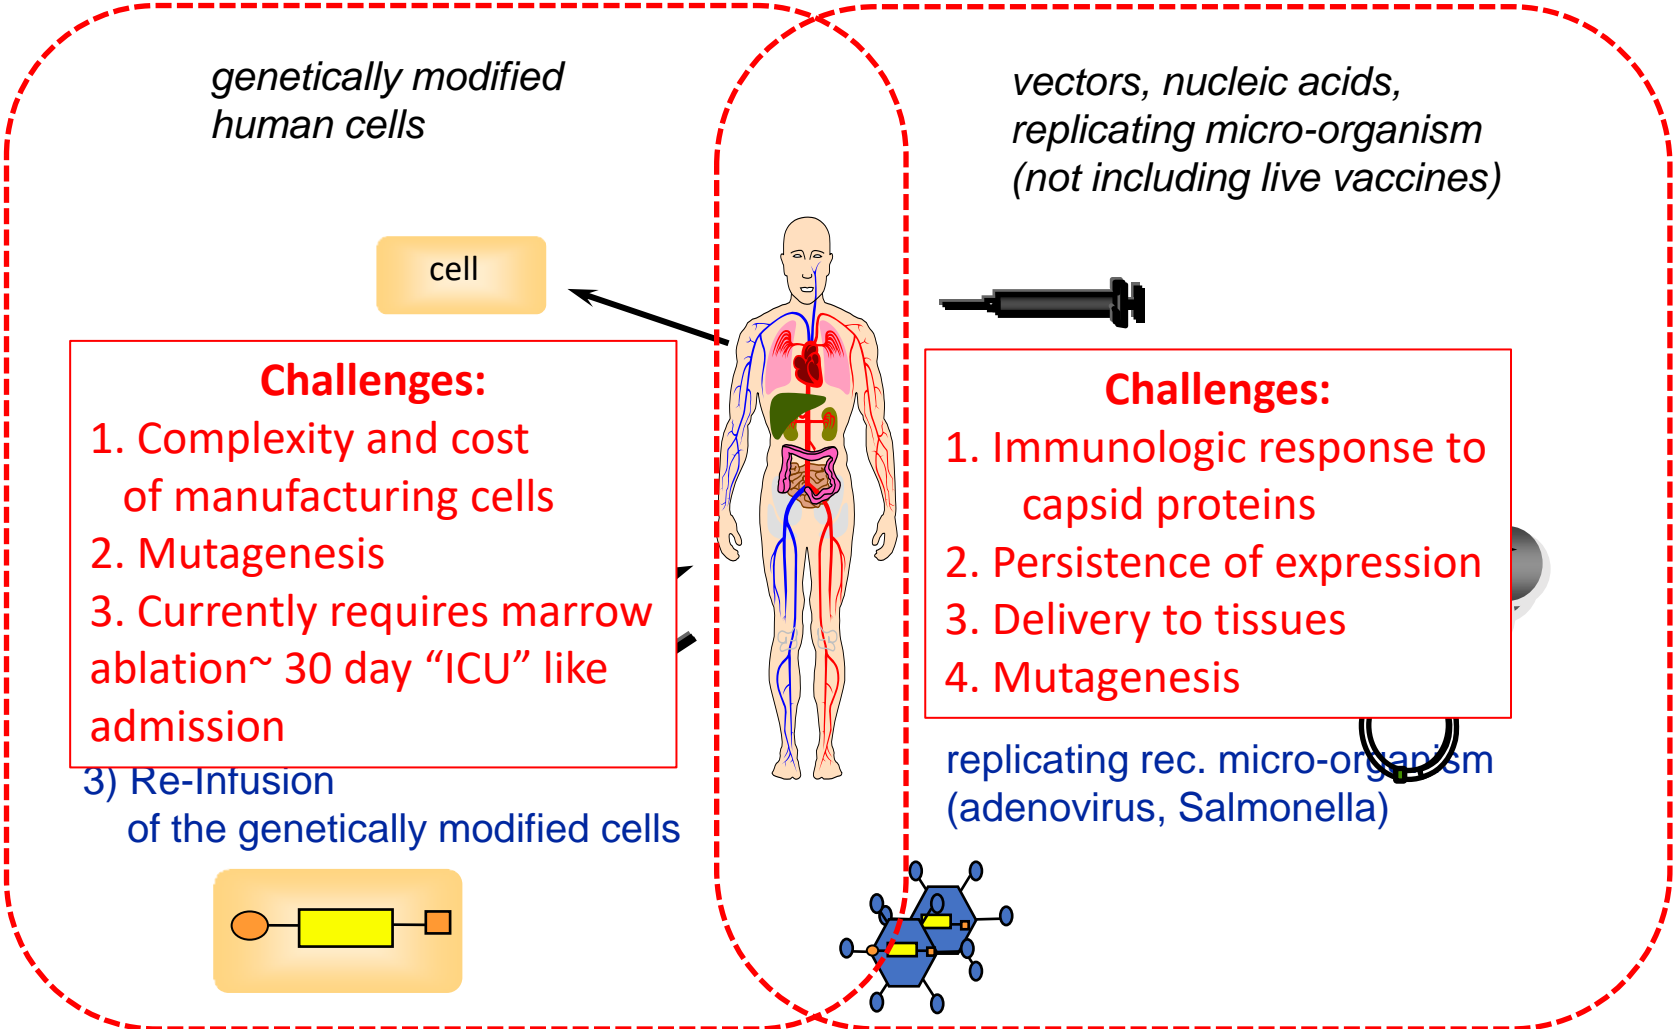 genetically modified
human cells
cell
Challenges:
1. Complexity and cost
of manufacturing cells
2. Mutagenesis
3. Currently requires marrow
ablation~ 30 day “ICU” like
admission
3) Re-Infusion
of the genetically modified cells
vectors, nucleic acids,
replicating micro-organism
(not including live vaccines)
Challenges:
1. Immunologic response to
capsid proteins
2. Persistence of expression
3. Delivery to tissues
4. Mutagenesis
replicating rec. micro-organism
(adenovirus, Salmonella)